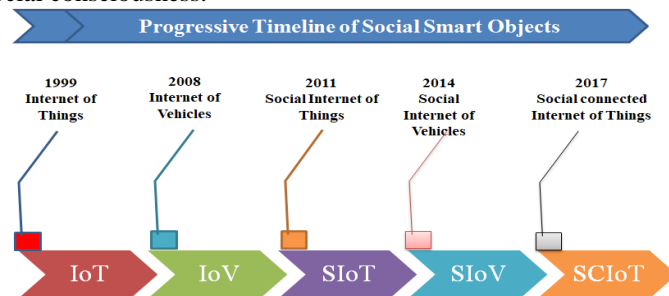 Progressive Timeline of Social Smart Objects
1999
Internet of
Things
2008
Internet of
Vehicles
2011
Social Internet of
Things
2014
Social
Internet of
Vehicles
2017
Social connected
Internet of Things
IoT
IoV
SIoT
SIoV
SCIoT